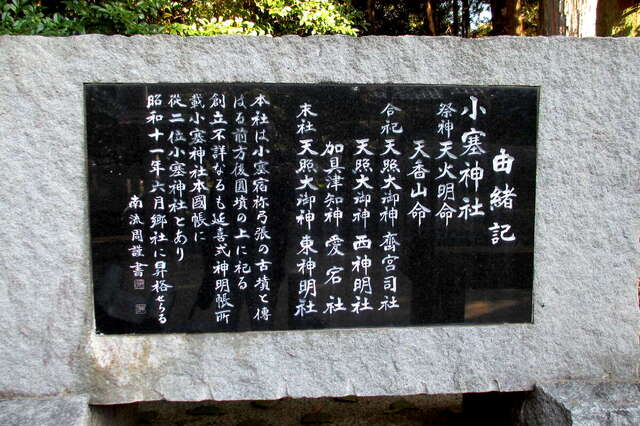 由緒記
小塞神社
祭神 天火明命
天香山命
合祀 天照大御神 齋宮司社
天照大御神 西神明社
加具津知神 愛宕社
末社 天照大御神 東神明社
本社は小塞宿祢弓張の古墳と傳
はる前方後圓墳の上に祀る
創立不詳なるも延喜式神明帳所
載小塞神社本國帳に
從二位小塞神社とあり
昭和十一年六月郷社に昇格せらる
南流 謹書